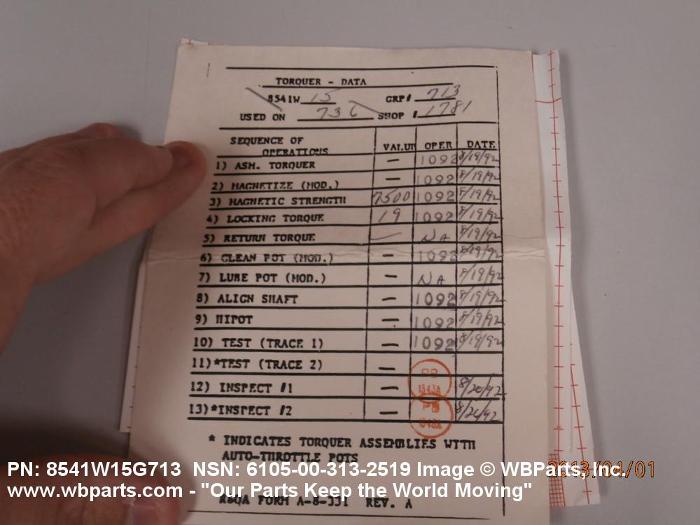 TORQUER - DATA
8541W 15 GRP# 713
USED ON 736 SHOP # 1781
SEQUENCE OF OPERATIONS VALUE OPER DATE
1) ASM. TORQUER — 1092 8/19/92
2) MAGNETIZE (MOD.) — 1092 8/19/92
3) MAGNETIC STRENGTH 7500 1092 8/19/92
4) LOCKING TORQUE 19 1092 8/19/92
5) RETURN TORQUE — NA 8/19/92
6) CLEAN POT (MOD.) — 1092 8/19/92
7) LUBE POT (MOD.) — NA 8/19/92
8) ALIGN SHAFT — 1092 8/19/92
9) HIPOT — 1092 8/19/92
10) TEST (TRACE 1) — 1092 8/19/92
11)*TEST (TRACE 2) —
12) INSPECT #1 — 8/20/92
13)*INSPECT #2 — 8/20/92
* INDICATES TORQUER ASSEMBLIES WITH
AUTO-THROTTLE POTS
PN: 8541W15G713 NSN: 6105-00-313-2519 Image © WBParts, Inc.
www.wbparts.com - "Our Parts Keep the World Moving"
FORM A-8-331 REV. A